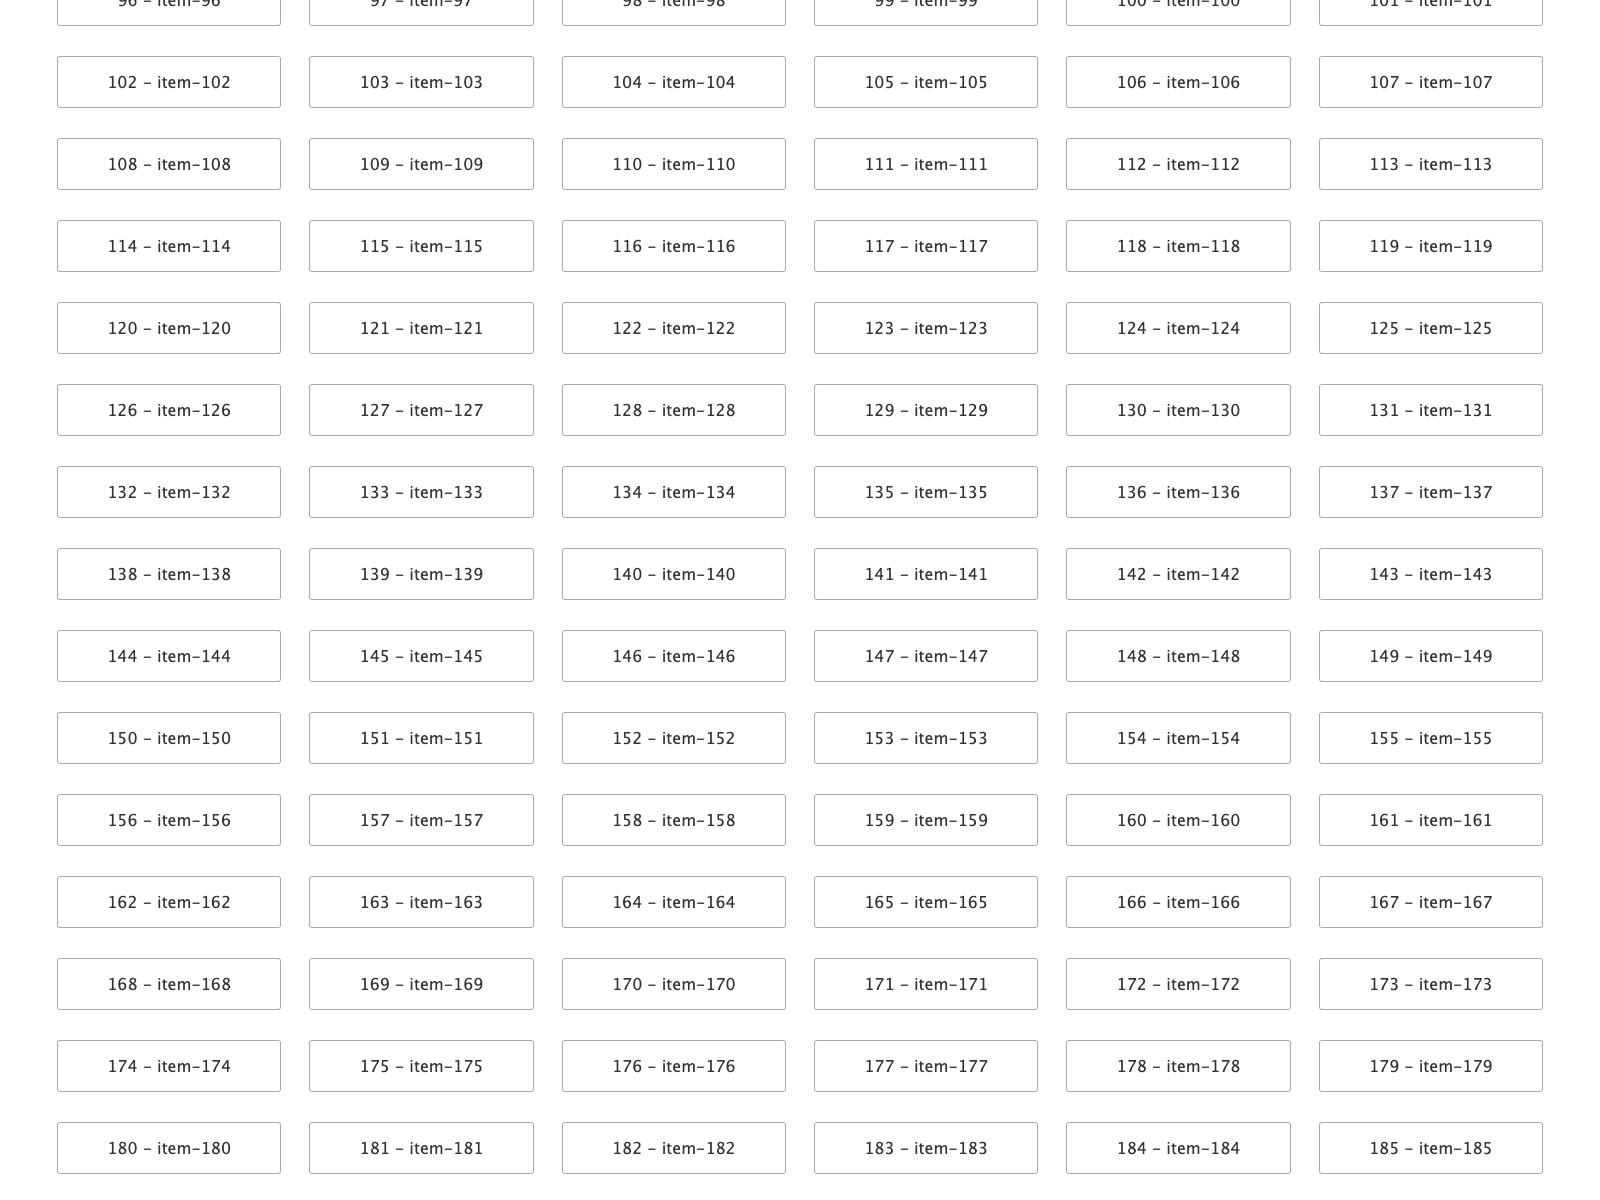 96 – item-96
97 – item-97
98 – item-98
99 – item-99
100 – item-100
101 – item-101
102 – item-102
103 – item-103
104 – item-104
105 – item-105
106 – item-106
107 – item-107
108 – item-108
109 – item-109
110 – item-110
111 – item-111
112 – item-112
113 – item-113
114 – item-114
115 – item-115
116 – item-116
117 – item-117
118 – item-118
119 – item-119
120 – item-120
121 – item-121
122 – item-122
123 – item-123
124 – item-124
125 – item-125
126 – item-126
127 – item-127
128 – item-128
129 – item-129
130 – item-130
131 – item-131
132 – item-132
133 – item-133
134 – item-134
135 – item-135
136 – item-136
137 – item-137
138 – item-138
139 – item-139
140 – item-140
141 – item-141
142 – item-142
143 – item-143
144 – item-144
145 – item-145
146 – item-146
147 – item-147
148 – item-148
149 – item-149
150 – item-150
151 – item-151
152 – item-152
153 – item-153
154 – item-154
155 – item-155
156 – item-156
157 – item-157
158 – item-158
159 – item-159
160 – item-160
161 – item-161
162 – item-162
163 – item-163
164 – item-164
165 – item-165
166 – item-166
167 – item-167
168 – item-168
169 – item-169
170 – item-170
171 – item-171
172 – item-172
173 – item-173
174 – item-174
175 – item-175
176 – item-176
177 – item-177
178 – item-178
179 – item-179
180 – item-180
181 – item-181
182 – item-182
183 – item-183
184 – item-184
185 – item-185